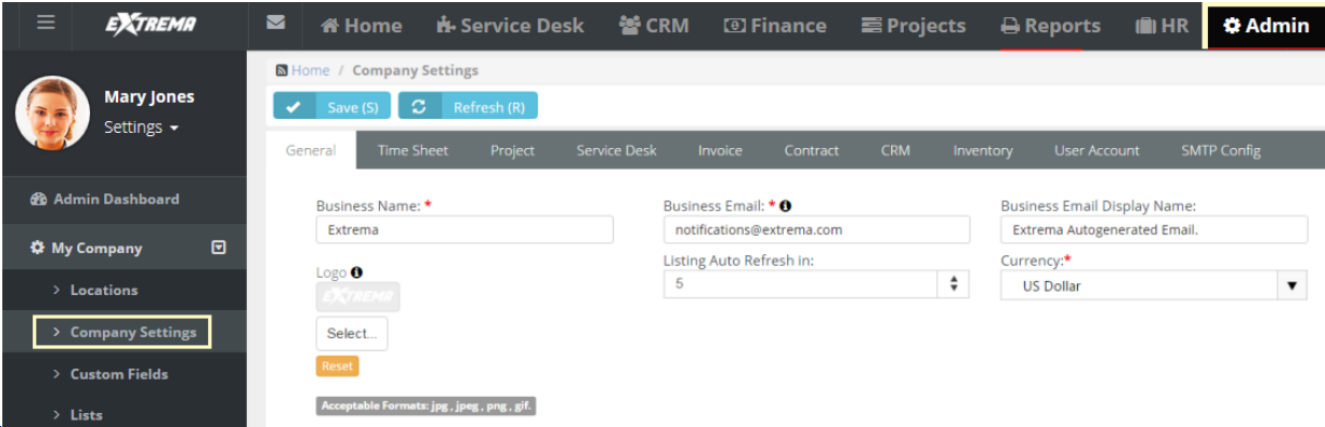 EXTREMA
Home Service Desk CRM Finance Projects Reports HR Admin
Mary Jones
Settings
Home / Company Settings
Save (S) Refresh (R)
General Time Sheet Project Service Desk Invoice Contract CRM Inventory User Account SMTP Config
Admin Dashboard
My Company
> Locations
> Company Settings
> Custom Fields
> Lists
Business Name: * Business Email: * Business Email Display Name:
Extrema notifications@extrema.com Extrema Autogenerated Email.
Logo Listing Auto Refresh in: Currency:*
EXTREMA 5 US Dollar
Select...
Reset
Acceptable Formats: jpg , jpeg , png , gif.